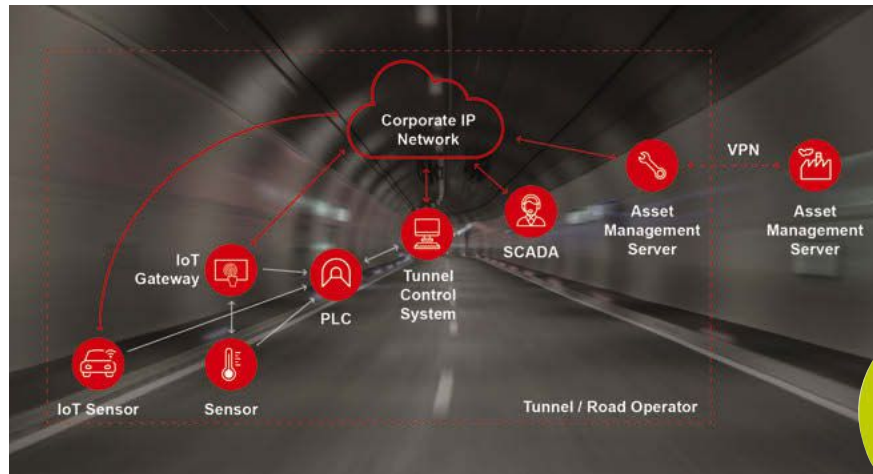 Corporate IP
Network
VPN
Asset
Management
Server
Asset
Management
Server
SCADA
IoT
Gateway
Tunnel
Control
System
PLC
IoT Sensor
Sensor
Tunnel / Road Operator